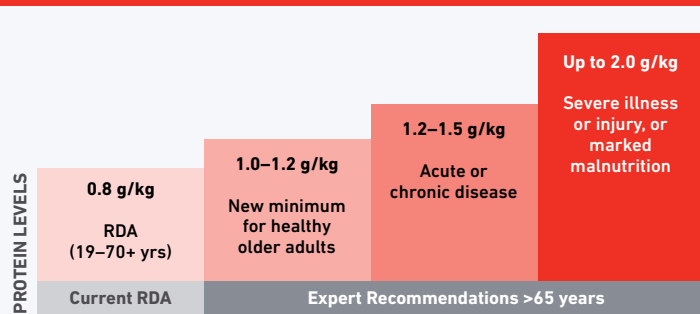 PROTEIN LEVELS
0.8 g/kg
RDA
(19–70+ yrs)
Current RDA
1.0–1.2 g/kg
New minimum
for healthy
older adults
1.2–1.5 g/kg
Acute or
chronic disease
Up to 2.0 g/kg
Severe illness
or injury, or
marked
malnutrition
Expert Recommendations >65 years